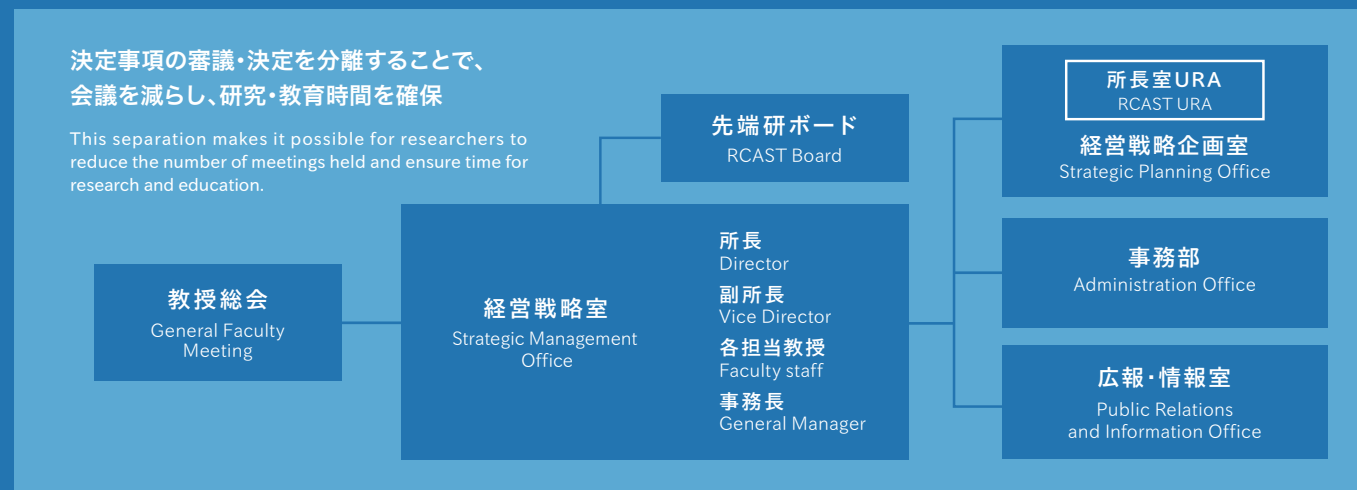 決定事項の審議・決定を分離することで、
会議を減らし、研究・教育時間を確保
This separation makes it possible for researchers to
reduce the number of meetings held and ensure time for
research and education.
教授総会
General Faculty
Meeting
経営戦略室
Strategic Management
Office
所長
Director
副所長
Vice Director
各担当教授
Faculty staff
事務長
General Manager
先端研ボード
RCAST Board
所長室URA
RCAST URA
経営戦略企画室
Strategic Planning Office
事務部
Administration Office
広報・情報室
Public Relations
and Information Office